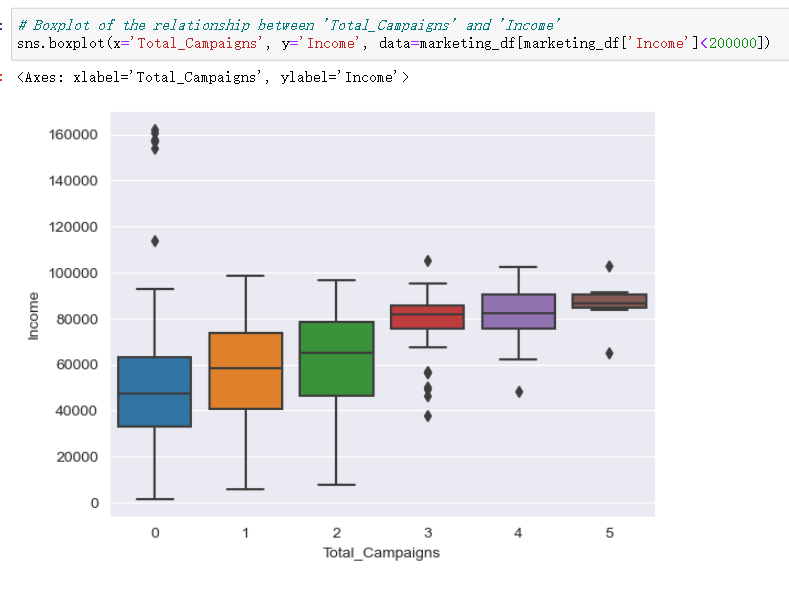 # Boxplot of the relationship between 'Total_Campaigns' and 'Income'
sns.boxplot(x='Total_Campaigns', y='Income', data=marketing_df[marketing_df['Income']<200000])
<Axes: xlabel='Total_Campaigns', ylabel='Income'>
160000
140000
120000
100000
80000
60000
40000
20000
0
Income
0 1 2 3 4 5
Total_Campaigns